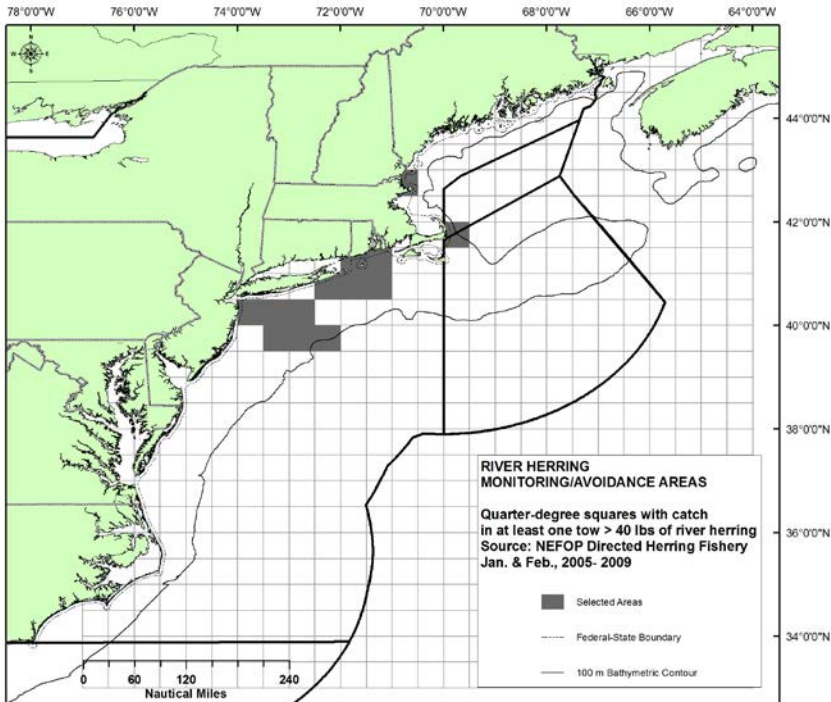 78°0'0"W 76°0'0"W 74°0'0"W 72°0'0"W 70°0'0"W 68°0'0"W 66°0'0"W 64°0'0"W
N
W E
S
44°0'0"N
42°0'0"N
40°0'0"N
38°0'0"N
36°0'0"N
34°0'0"N
RIVER HERRING
MONITORING/AVOIDANCE AREAS
Quarter-degree squares with catch
in at least one tow > 40 lbs of river herring
Source: NEFOP Directed Herring Fishery
Jan. & Feb., 2005- 2009
Selected Areas
Federal-State Boundary
100 m Bathymetric Contour
0 60 120 240
Nautical Miles